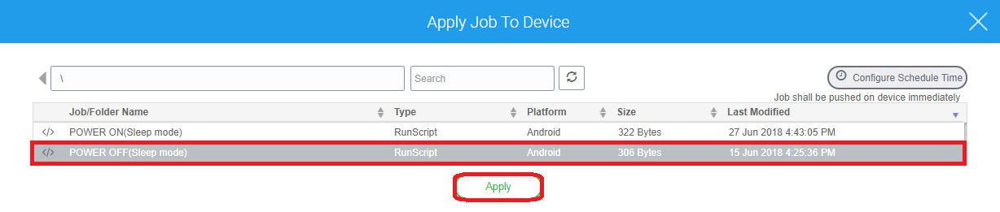 Apply Job To Device
\
Search
Configure Schedule Time
Job shall be pushed on device immediately
Job/Folder Name Type Platform Size Last Modified
</> POWER ON(Sleep mode) RunScript Android 322 Bytes 27 Jun 2018 4:43:05 PM
</> POWER OFF(Sleep mode) RunScript Android 306 Bytes 15 Jun 2018 4:25:36 PM
Apply